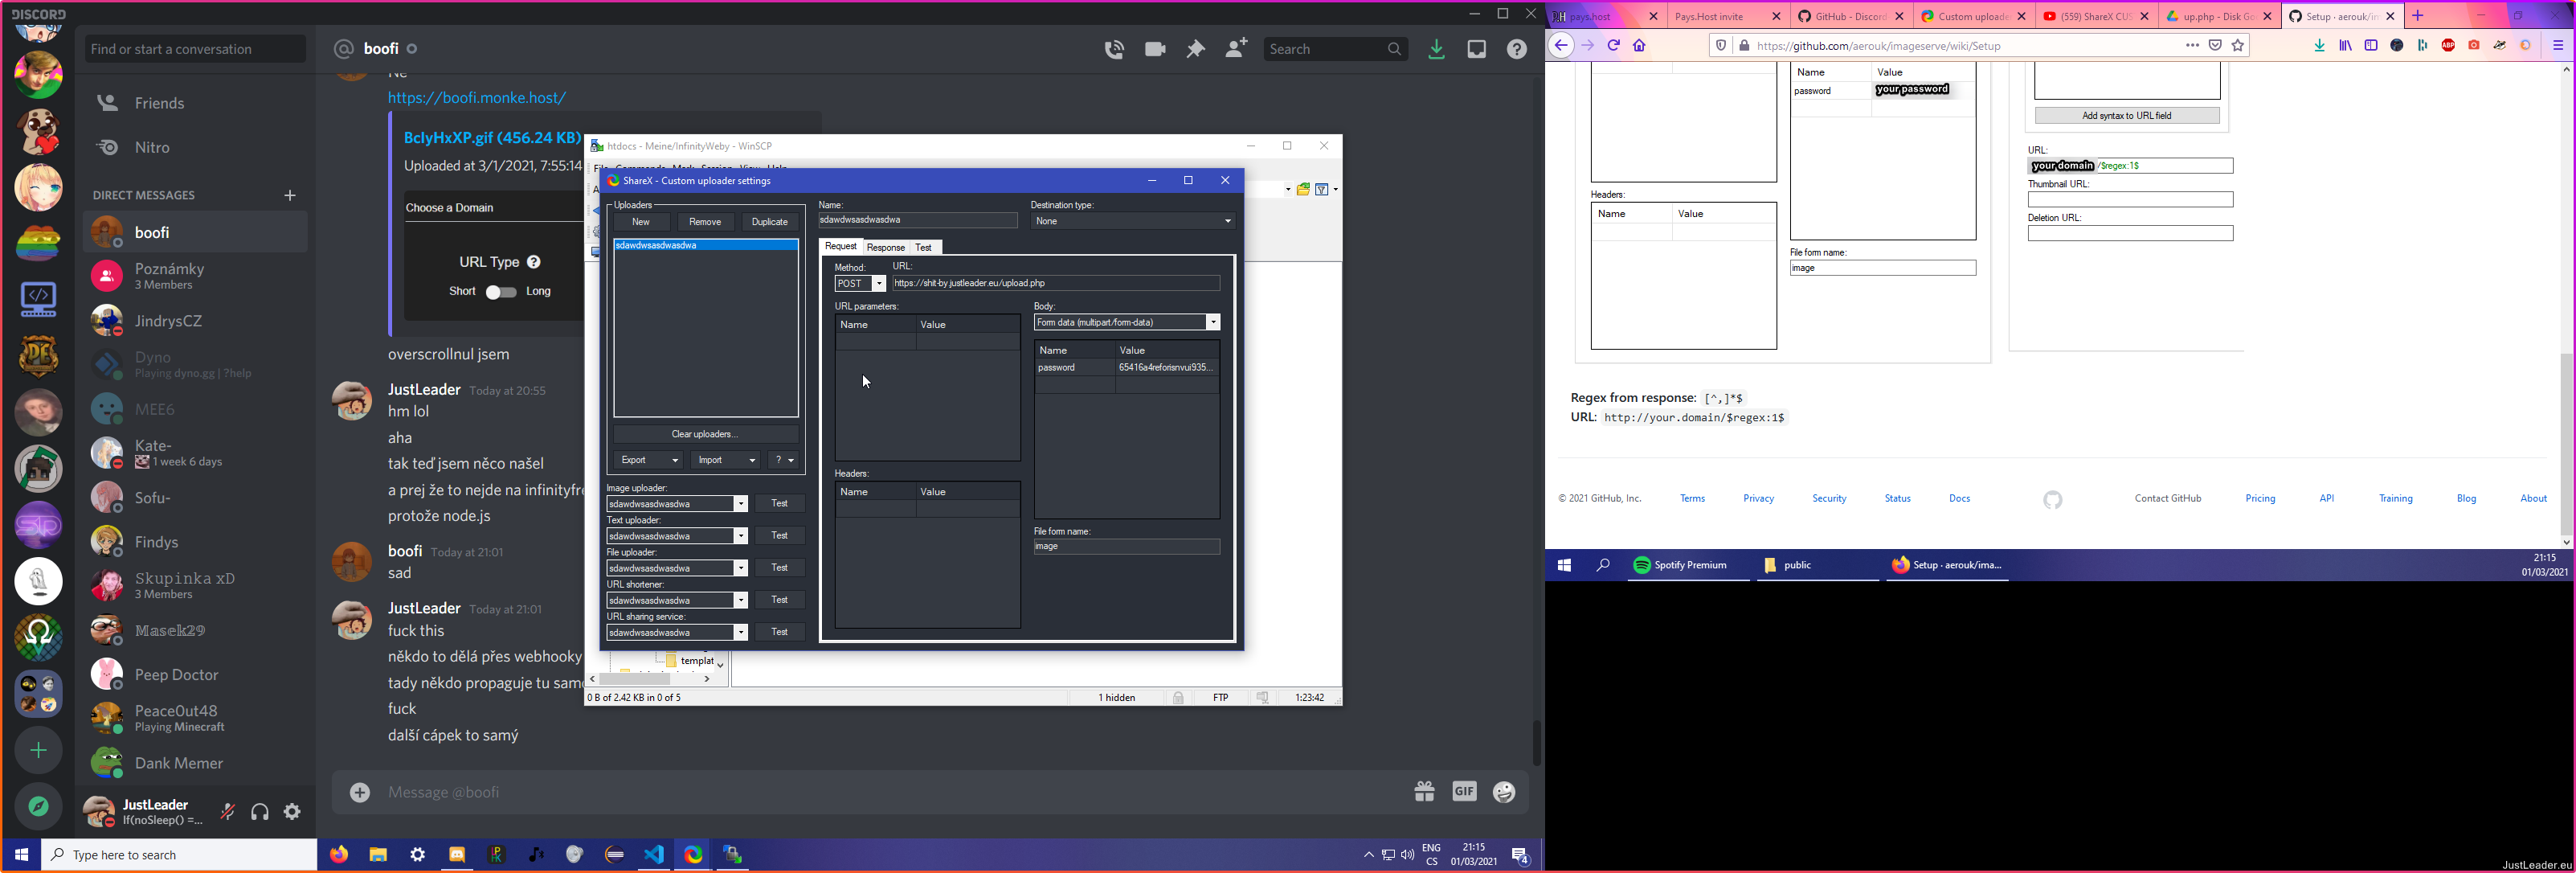 DISCORD
Find or start a conversation
Friends
Nitro
DIRECT MESSAGES
boofi
Poznámky
3 Members
JindrysCZ
Dyno
Playing dyno.gg | ?help
MEE6
Kate-
1 week 6 days
Sofu-
Findys
Skupinka xD
3 Members
Masek29
Peep Doctor
PeaceOut48
Playing Minecraft
Dank Memer
JustLeader
If(noSleep() =...
boofi
Search
Ne
https://boofi.monke.host/
BclyHxXP.gif (456.24 KB)
Uploaded at 3/1/2021, 7:55:14
Choose a Domain
URL Type
Short
Long
overscrollnul jsem
JustLeader Today at 20:55
hm lol
aha
tak teď jsem něco našel
a prej že to nejde na infinityfre
protože node.js
boofi Today at 21:01
sad
JustLeader Today at 21:01
fuck this
někdo to dělá přes webhooky
tady někdo propaguje tu samo
fuck
další cápek to samý
Message @boofi
GIF
htdocs - Meine/InfinityWeby - WinSCP
templat
0 B of 2.42 KB in 0 of 5
1 hidden
FTP
1:23:42
ShareX - Custom uploader settings
Uploaders
New
Remove
Duplicate
sdawdwsasdwasdwa
Clear uploaders...
Export
Import
?
Image uploader:
sdawdwsasdwasdwa
Test
Text uploader:
sdawdwsasdwasdwa
Test
File uploader:
sdawdwsasdwasdwa
Test
URL shortener:
sdawdwsasdwasdwa
Test
URL sharing service:
sdawdwsasdwasdwa
Test
Name:
sdawdwsasdwasdwa
Destination type:
None
Request
Response
Test
Method:
URL:
POST
https://shit-by.justleader.eu/upload.php
URL parameters:
Name
Value
Body:
Form data (multipart/form-data)
Name
Value
password
65416a4reforisnvui935...
Headers:
Name
Value
File form name:
image
Type here to search
ENG
CS
21:15
01/03/2021
4
pays.host
Pays.Host invite
GitHub - Discord
Custom uploade
(559) ShareX CUS
up.php - Disk Go
Setup · aerouk/im
https://github.com/aerouk/imageserve/wiki/Setup
Name
Value
password
your password
Headers:
Name
Value
File form name:
image
Add syntax to URL field
URL:
your domain/$regex:1$
Thumbnail URL:
Deletion URL:
Regex from response: [^,]*$
URL: http://your.domain/$regex:1$
© 2021 GitHub, Inc.
Terms
Privacy
Security
Status
Docs
Contact GitHub
Pricing
API
Training
Blog
About
Spotify Premium
public
Setup · aerouk/ima...
21:15
01/03/2021
JustLeader.eu